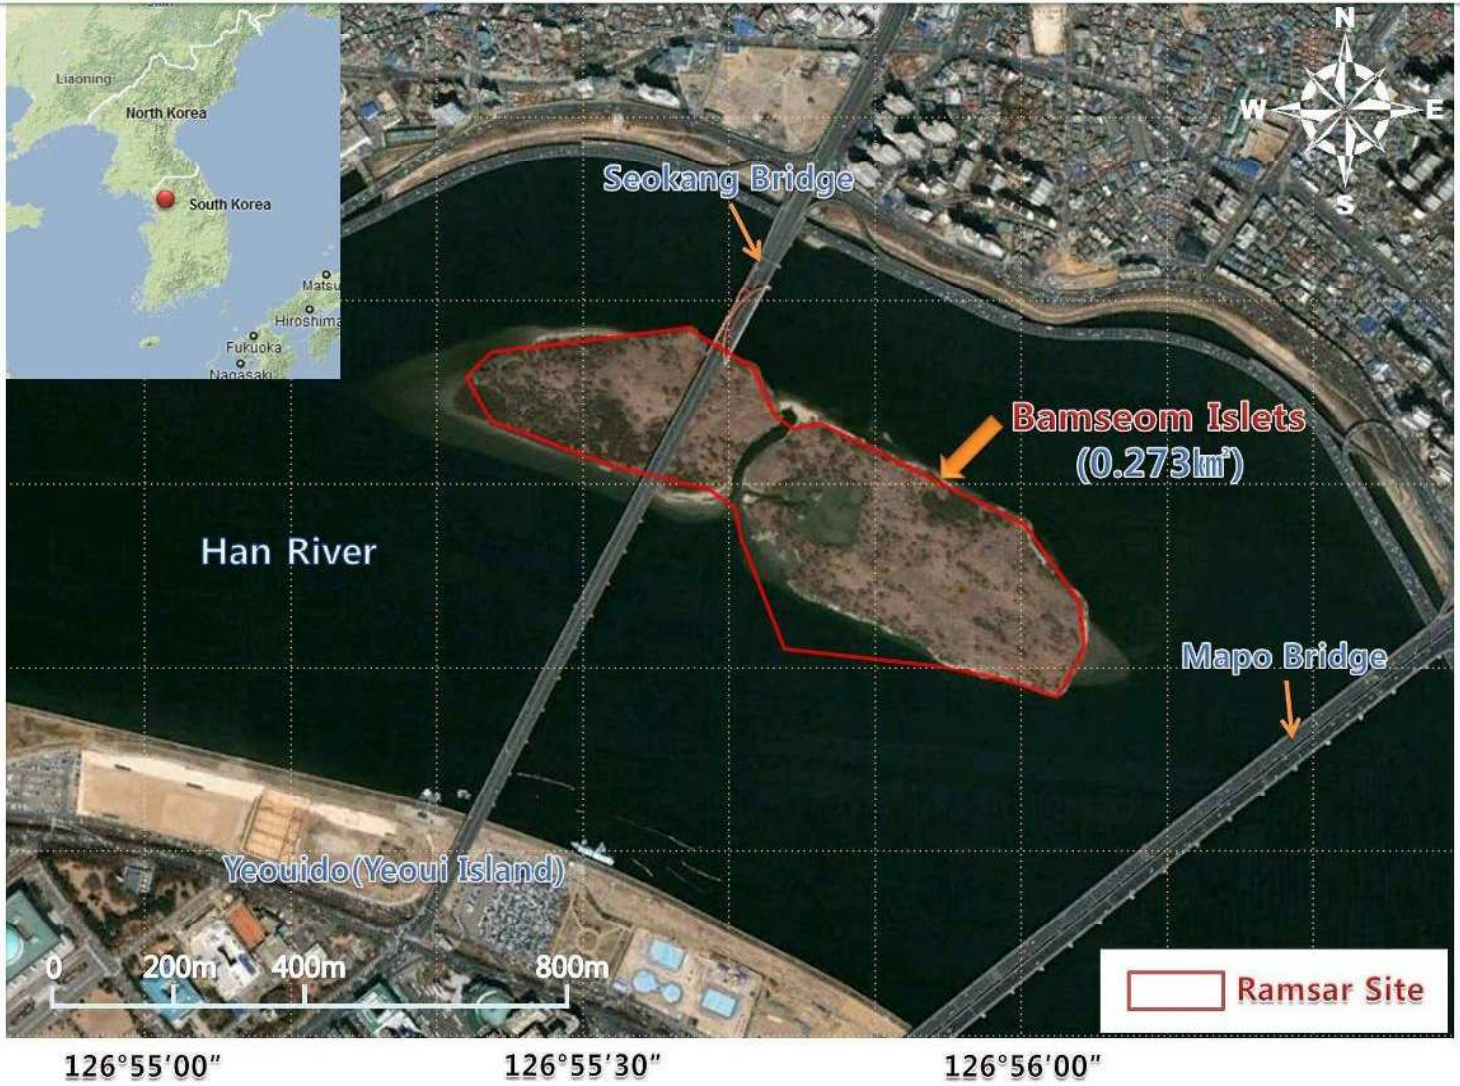 Liaoning
North Korea
South Korea
Matsu
Hiroshima
Fukuoka
Nagasaki
N
W
E
S
Seokang Bridge
Bamseom Islets
(0.273㎢)
Han River
Mapo Bridge
Yeouido(Yeoui Island)
0 200m 400m 800m
Ramsar Site
126°55′00″ 126°55′30″ 126°56′00″